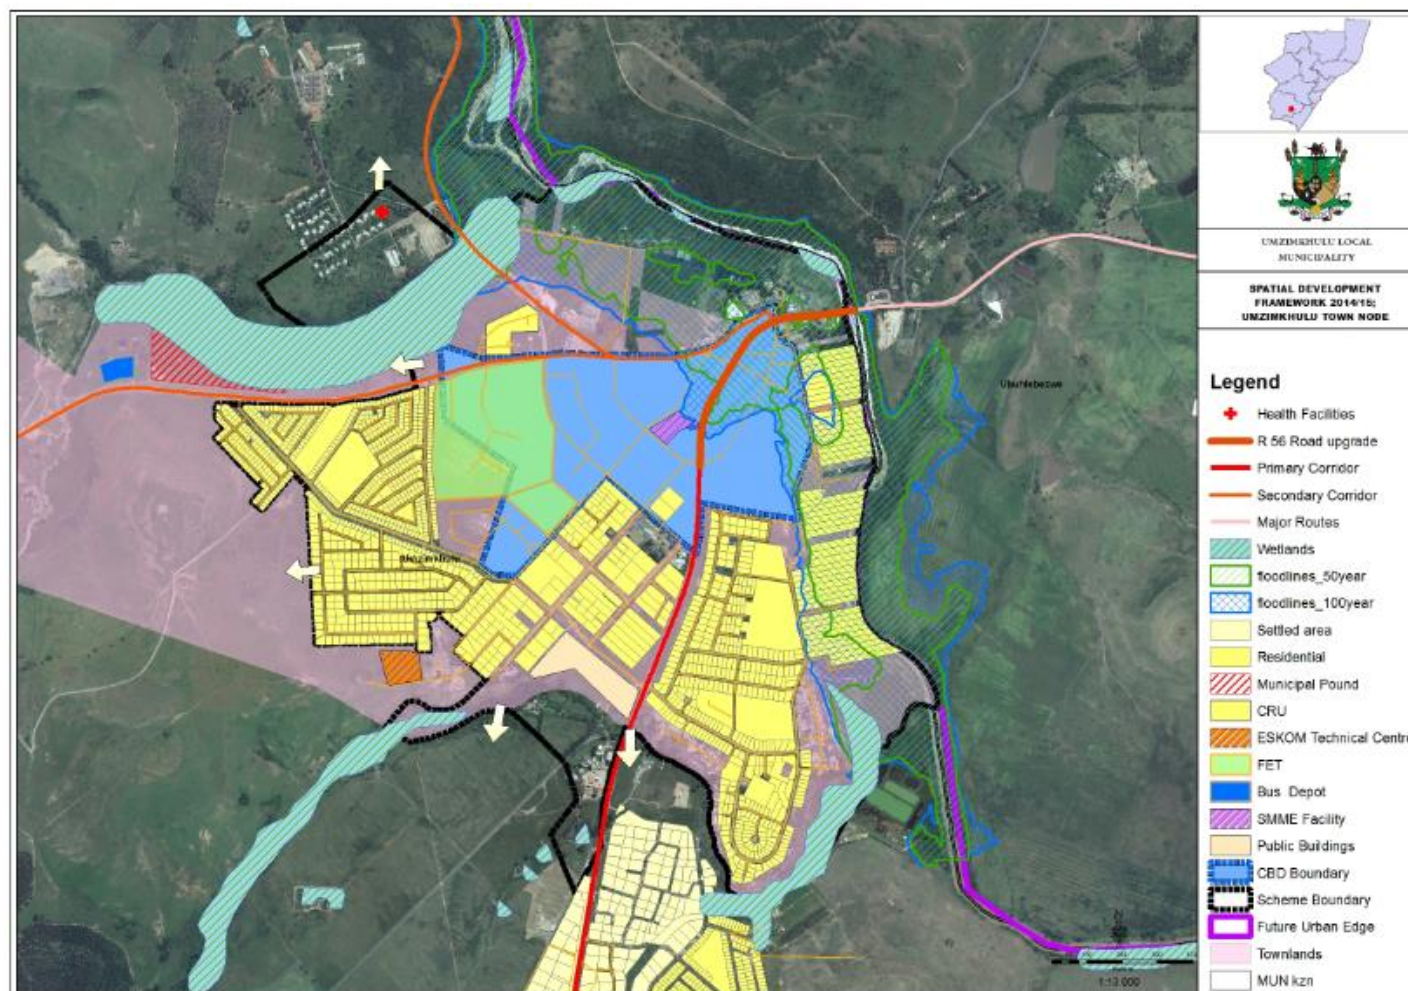 UMZIMKHULU LOCAL
MUNICIPALITY
SPATIAL DEVELOPMENT
FRAMEWORK 2014/15;
UMZIMKHULU TOWN NODE
Legend
Health Facilities
R 56 Road upgrade
Primary Corridor
Secondary Corridor
Major Routes
Wetlands
floodlines_50year
floodlines_100year
Settled area
Residential
Municipal Pound
CRU
ESKOM Technical Centre
FET
Bus Depot
SMME Facility
Public Buildings
CBD Boundary
Scheme Boundary
Future Urban Edge
Townlands
MUN kzn
Ubuhlebezwe
1:13 000